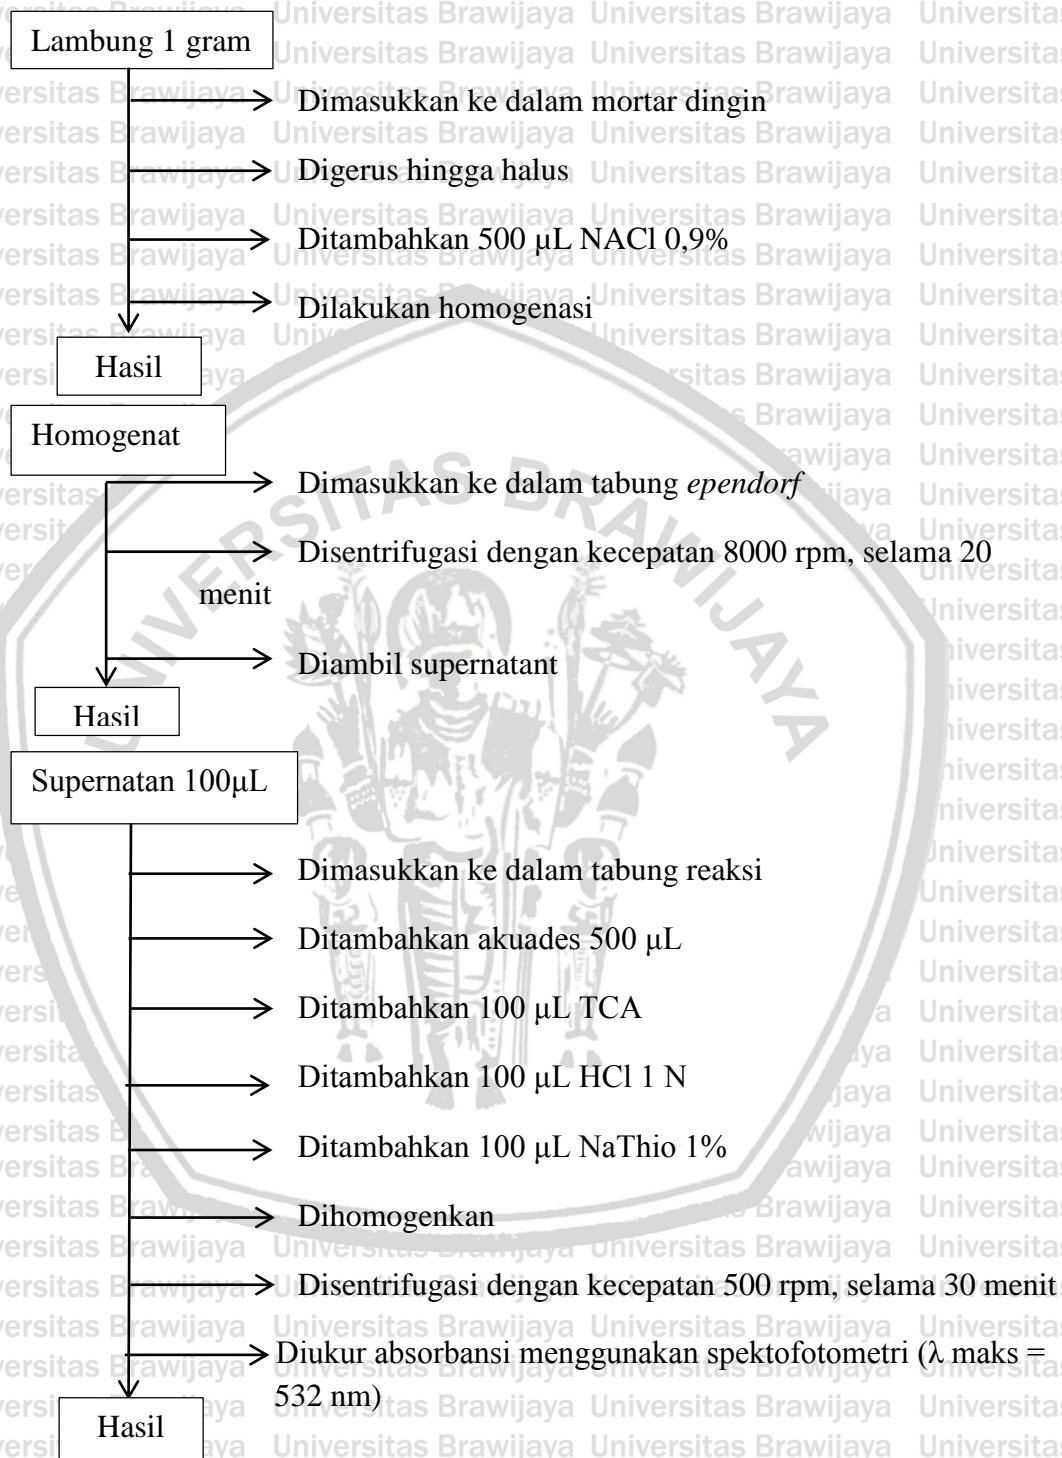 Lambung 1 gram
Dimasukkan ke dalam mortar dingin
Digerus hingga halus
Ditambahkan 500 µL NACl 0,9%
Dilakukan homogenasi
Hasil
Homogenat
Dimasukkan ke dalam tabung ependorf
Disentrifugasi dengan kecepatan 8000 rpm, selama 20
menit
Diambil supernatant
Hasil
Supernatan 100µL
Dimasukkan ke dalam tabung reaksi
Ditambahkan akuades 500 µL
Ditambahkan 100 µL TCA
Ditambahkan 100 µL HCl 1 N
Ditambahkan 100 µL NaThio 1%
Dihomogenkan
Disentrifugasi dengan kecepatan 500 rpm, selama 30 menit
Diukur absorbansi menggunakan spektofotometri (λ maks =
532 nm)
Hasil
UNIVERSITAS BRAWIJAYA
Universitas Brawijaya